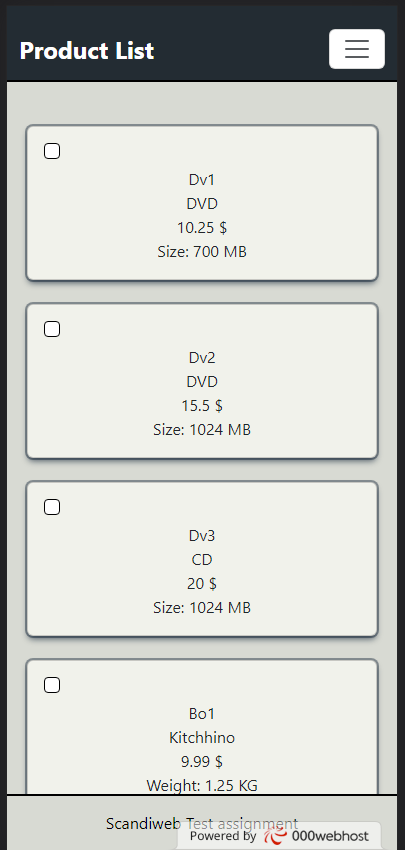 Product List
Dv1
DVD
10.25 $
Size: 700 MB
Dv2
DVD
15.5 $
Size: 1024 MB
Dv3
CD
20 $
Size: 1024 MB
Bo1
Kitchhino
9.99 $
Weight: 1.25 KG
Scandiweb Test assignment
Powered by 000webhost